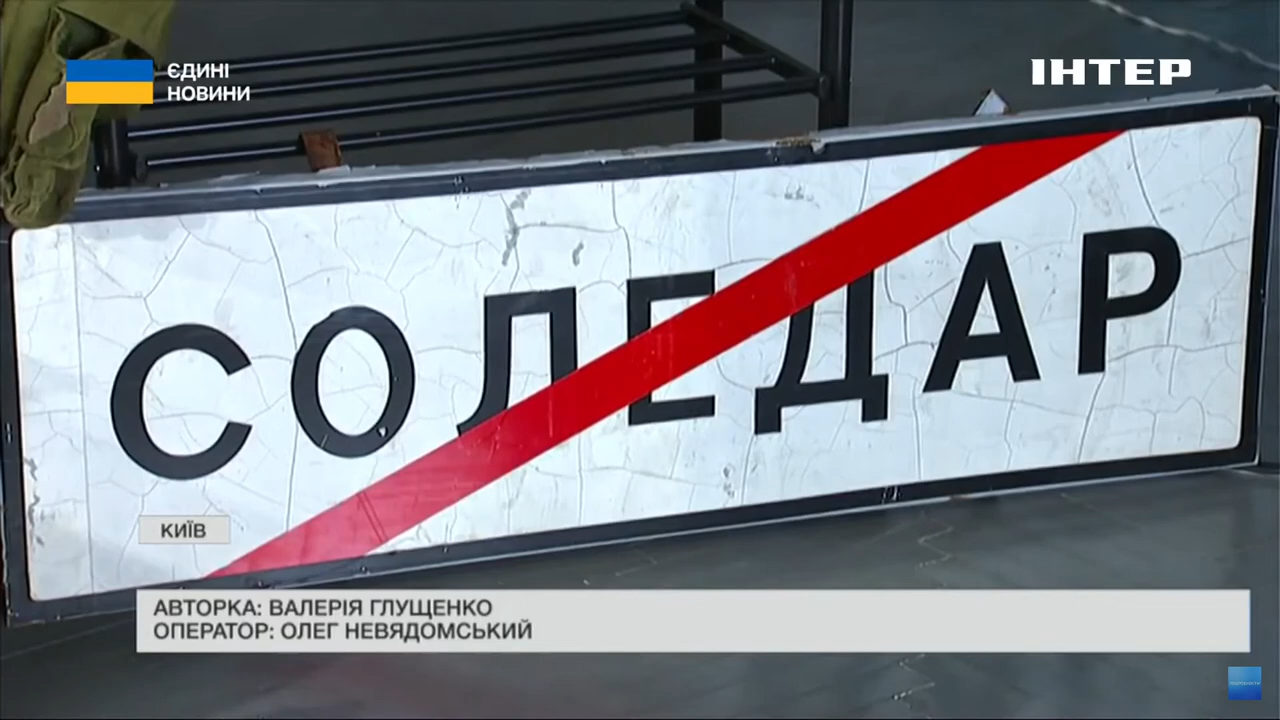 ЄДИНІ
НОВИНИ
ІНТЕР
СОЛЕДАР
КИЇВ
АВТОРКА: ВАЛЕРІЯ ГЛУЩЕНКО
ОПЕРАТОР: ОЛЕГ НЕВЯДОМСЬКИЙ